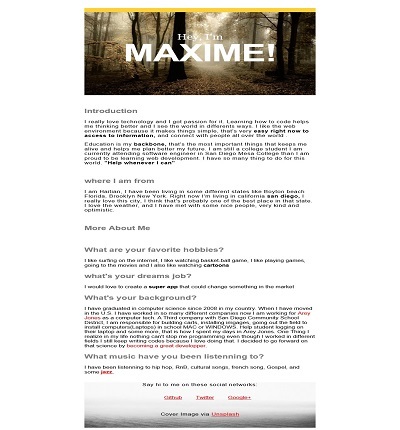 Hey, I'm
MAXIME!
Introduction
I really love technology and I got passion for it. Learning how to code helps
me thinking better and I see the world in differents ways. I like the web
environment because it makes things simple, that's very easy right now to
access to information, and connect with people all over the world.
Education is my backbone, that's the most important things that keeps me
alive and helps me plan better my future. I am still a college student I am
currently attending software engineer in San Diego Mesa College than I am
proud to be learning web development. I have so many thing to do for this
world. "Help whenever I can"
where I am from
I am Haitian, I have been living in some different states like Boyton beach
Florida, Brooklyn New York. Right now I'm living in california san diego, I
really love this city, I think that's probably one of the best place in that state.
I love the weather, and I have met with some nice people, very kind and
optimistic.
More About Me
What are your favorite hobbies?
I like surfing on the internet, I like watching basket ball game, I like playing games,
going to the movies and I also like watching cartoons
what's your dreams job?
I would love to create a super app that could change something in the market
What's your background?
I have graduated in computer science since 2008 in my country. When I have moved
in the U.S. I have worked in so many different companies now I am working for Arey
Jones as a computer tech. A Third company with San Diego Community School
District, I am responsible for building carts, installing images, going out the field to
install computers(Laptops) in school MAC or WINDOWS. Help student logging on
their laptop and some more, that is how I spent my days in Arey Jones. One Thing I
realize in my life nothing can't stop me programming even though I worked in different
fields I still keep writing codes because I love doing that. I decided to go forward on
that science by becoming a great developper.
What music have you been listening to?
I have been listening to hip hop, RnB, cultural songs, french song, Gospel, and
some jazz.
Say hi to me on these social networks:
Github Twitter Google+
Cover Image via Unsplash